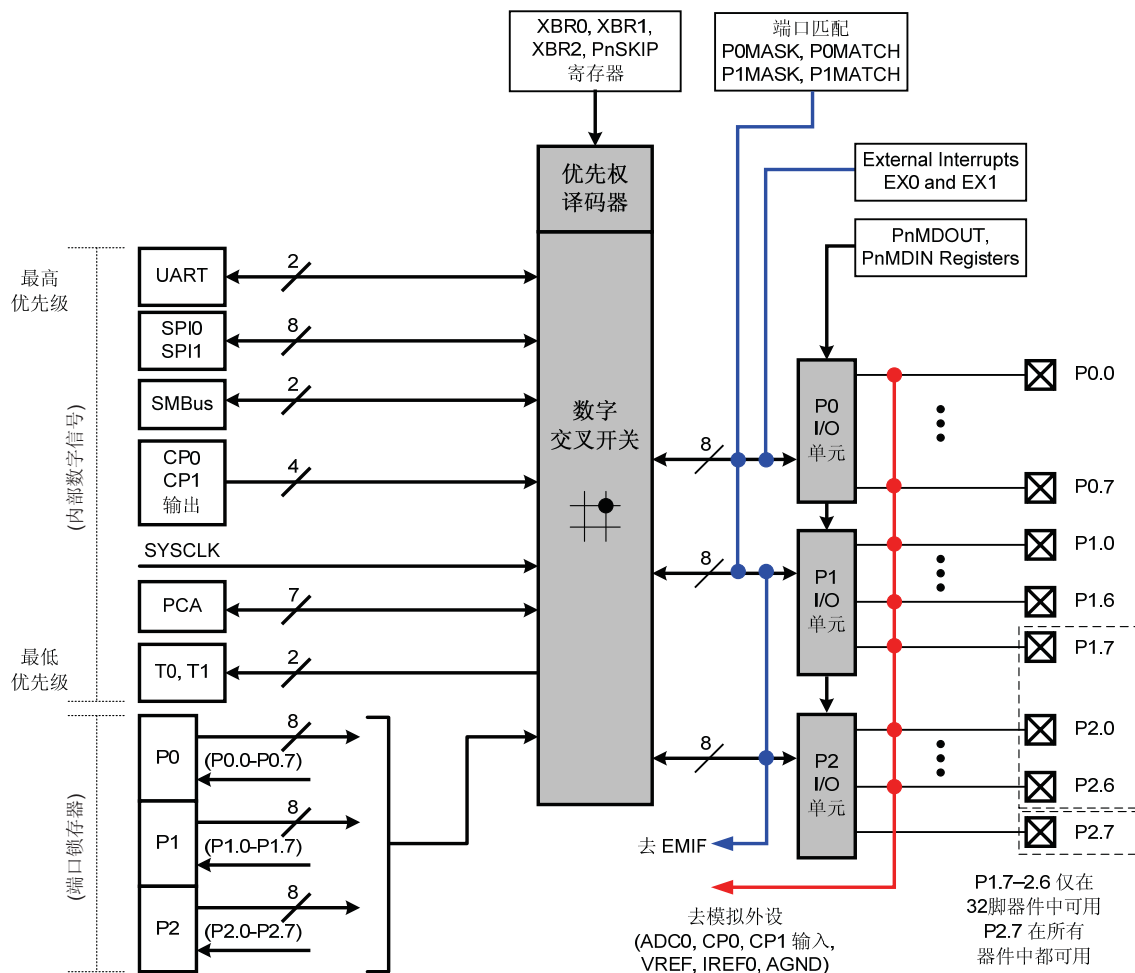 XBR0, XBR1,
XBR2, PnSKIP
寄存器
端口匹配
P0MASK, P0MATCH
P1MASK, P1MATCH
External Interrupts
EX0 and EX1
PnMDOUT,
PnMDIN Registers
优先权
译码器
数字
交叉开关
最高
优先级
(内部数字信号)
最低
优先级
(端口锁存器)
UART
2
SPI0
SPI1
8
SMBus
2
CP0
CP1
输出
4
SYSCLK
PCA
7
T0, T1
2
P0
8
(P0.0-P0.7)
P1
8
(P1.0-P1.7)
P2
8
(P2.0-P2.7)
8
8
8
P0
I/O
单元
P1
I/O
单元
P2
I/O
单元
P0.0
P0.7
P1.0
P1.6
P1.7
P2.0
P2.6
P2.7
去 EMIF
去模拟外设
(ADC0, CP0, CP1 输入,
VREF, IREF0, AGND)
P1.7–2.6 仅在
32脚器件中可用
P2.7 在所有
器件中都可用